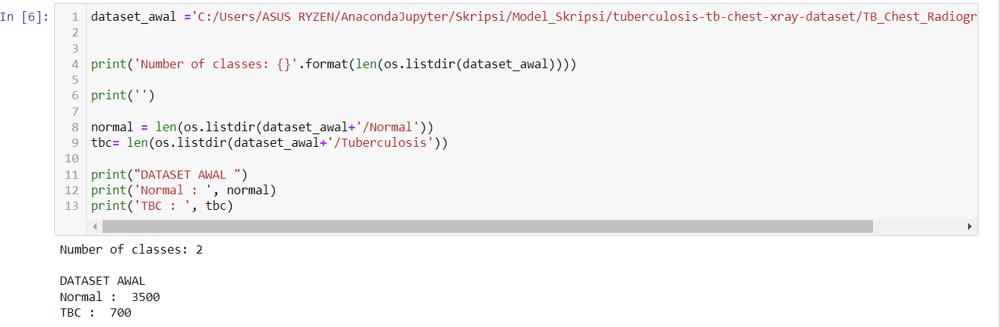 In [6]:
1 dataset_awal ='C:/Users/ASUS RYZEN/AnacondaJupyter/Skripsi/Model_Skripsi/tuberculosis-tb-chest-xray-dataset/TB_Chest_Radiogr
2
3
4 print('Number of classes: {}'.format(len(os.listdir(dataset_awal))))
5
6 print('')
7
8 normal = len(os.listdir(dataset_awal+'/Normal'))
9 tbc= len(os.listdir(dataset_awal+'/Tuberculosis'))
10
11 print("DATASET AWAL ")
12 print('Normal : ', normal)
13 print('TBC : ', tbc)
Number of classes: 2
DATASET AWAL
Normal :  3500
TBC :  700